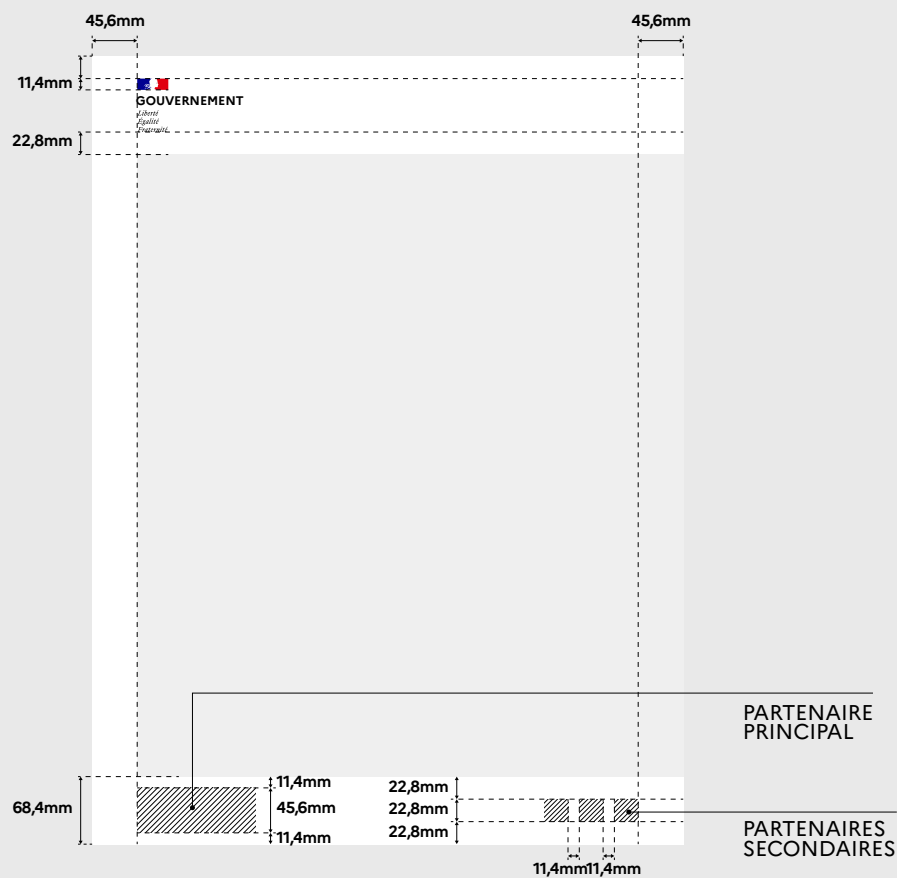 45,6mm
45,6mm
11,4mm
GOUVERNEMENT
Liberté
Égalité
Fraternité
22,8mm
PARTENAIRE
PRINCIPAL
68,4mm
11,4mm
45,6mm
11,4mm
22,8mm
22,8mm
22,8mm
PARTENAIRES
SECONDAIRES
11,4mm
11,4mm